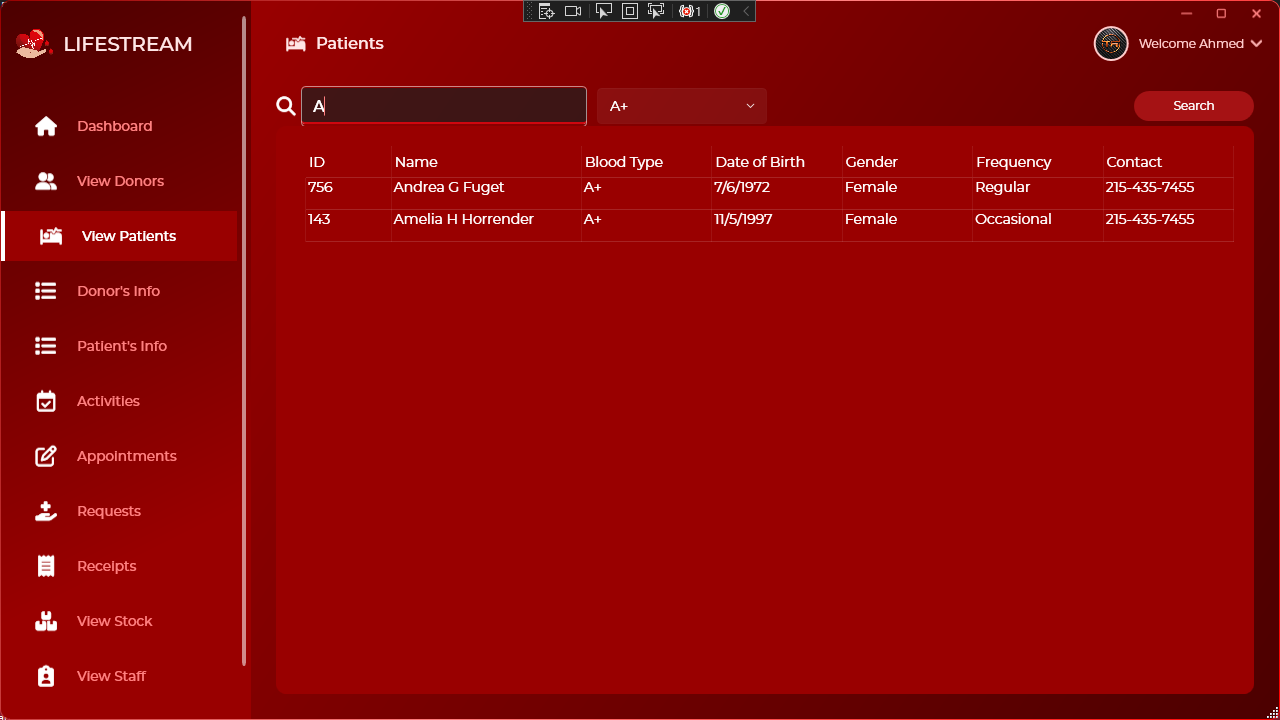 1
LIFESTREAM
Patients
Welcome Ahmed
A
A+
Search
Dashboard
View Donors
View Patients
Donor's Info
Patient's Info
Activities
Appointments
Requests
Receipts
View Stock
View Staff
ID Name Blood Type Date of Birth Gender Frequency Contact
756 Andrea G Fuget A+ 7/6/1972 Female Regular 215-435-7455
143 Amelia H Horrender A+ 11/5/1997 Female Occasional 215-435-7455